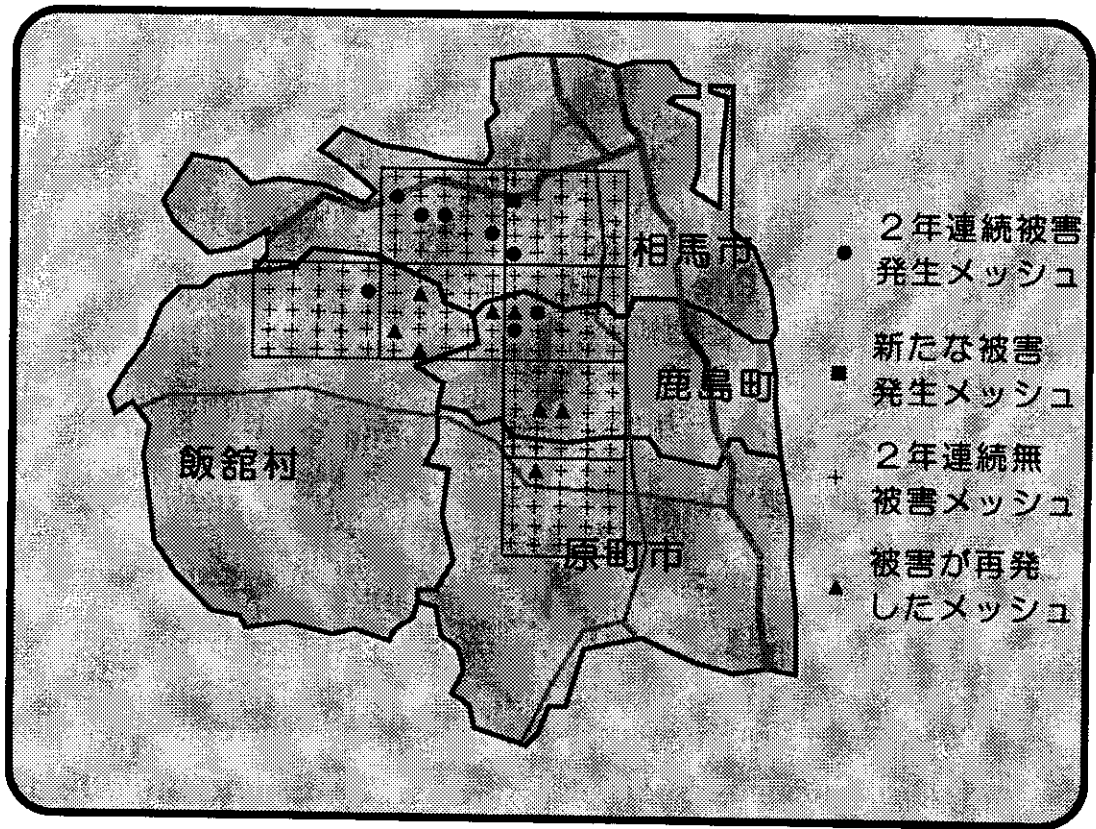 相馬市
鹿島町
飯舘村
原町市
２年連続被害
発生メッシュ
新たな被害
発生メッシュ
２年連続無
被害メッシュ
被害が再発
したメッシュ